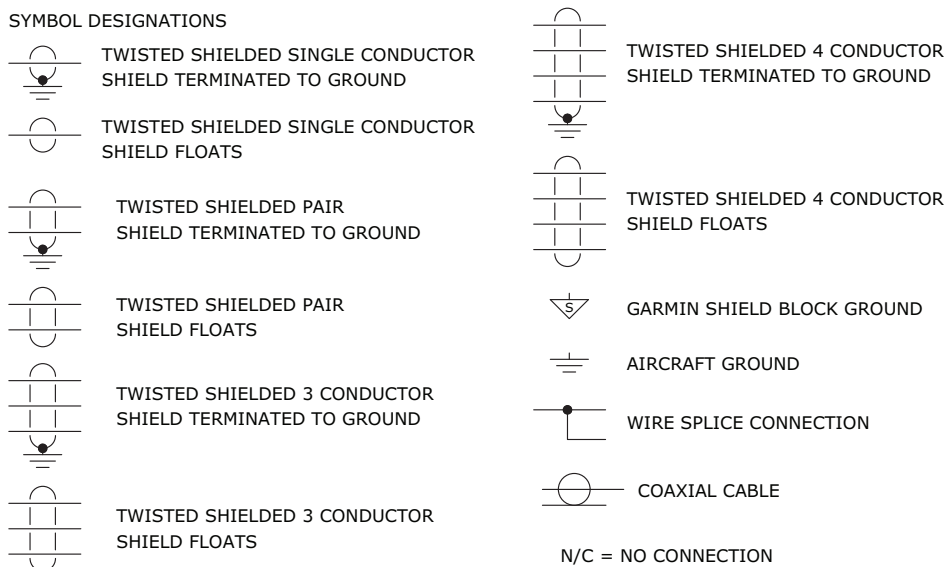 SYMBOL DESIGNATIONS
TWISTED SHIELDED SINGLE CONDUCTOR
SHIELD TERMINATED TO GROUND
TWISTED SHIELDED SINGLE CONDUCTOR
SHIELD FLOATS
TWISTED SHIELDED PAIR
SHIELD TERMINATED TO GROUND
TWISTED SHIELDED PAIR
SHIELD FLOATS
TWISTED SHIELDED 3 CONDUCTOR
SHIELD TERMINATED TO GROUND
TWISTED SHIELDED 3 CONDUCTOR
SHIELD FLOATS
TWISTED SHIELDED 4 CONDUCTOR
SHIELD TERMINATED TO GROUND
TWISTED SHIELDED 4 CONDUCTOR
SHIELD FLOATS
S
GARMIN SHIELD BLOCK GROUND
AIRCRAFT GROUND
WIRE SPLICE CONNECTION
COAXIAL CABLE
N/C = NO CONNECTION